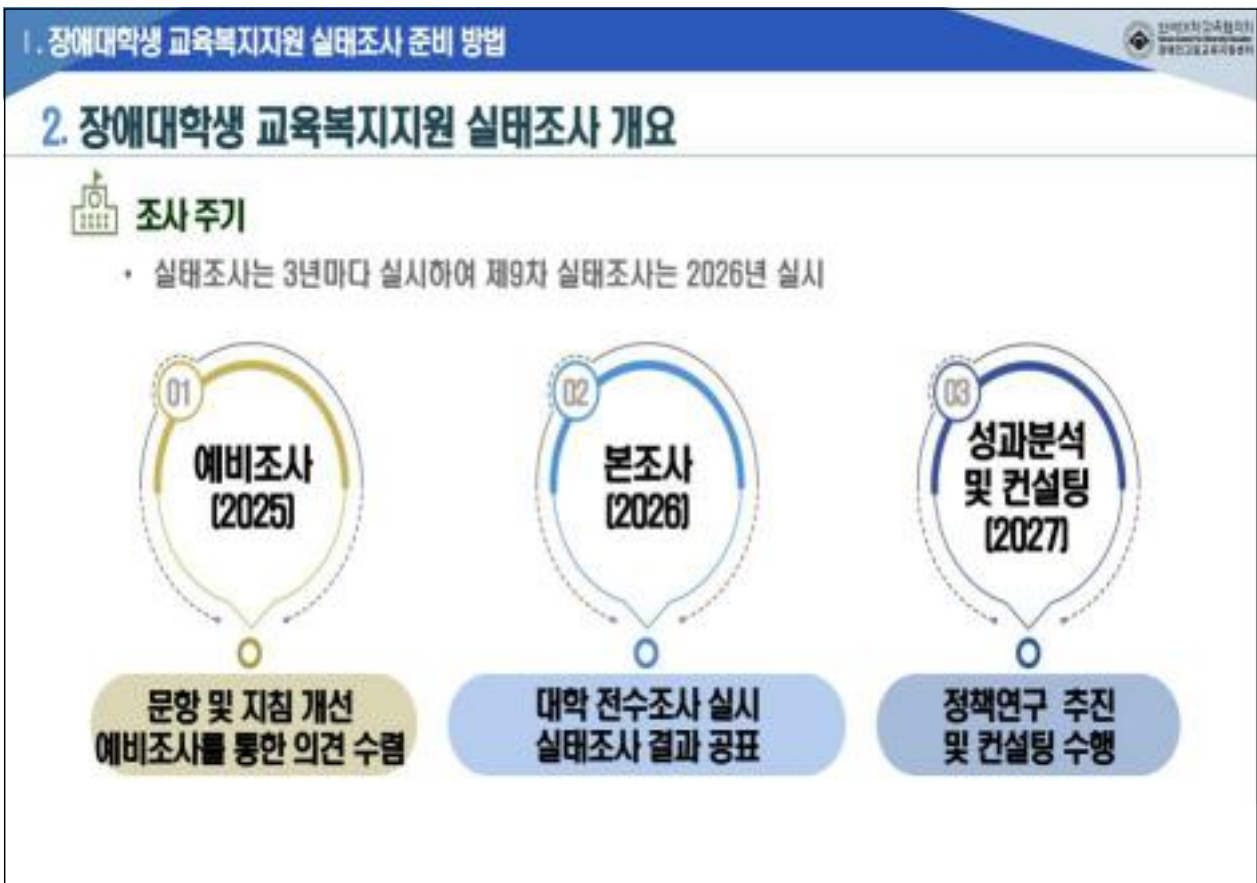 Ⅰ. 장애대학생 교육복지지원 실태조사 준비 방법
2. 장애대학생 교육복지지원 실태조사 개요
조사 주기
• 실태조사는 3년마다 실시하여 제9차 실태조사는 2026년 실시
01
예비조사
(2025)
문항 및 지침 개선
예비조사를 통한 의견 수렴
02
본조사
(2026)
대학 전수조사 실시
실태조사 결과 공표
03
성과분석
및 컨설팅
(2027)
정책연구 추진
및 컨설팅 수행